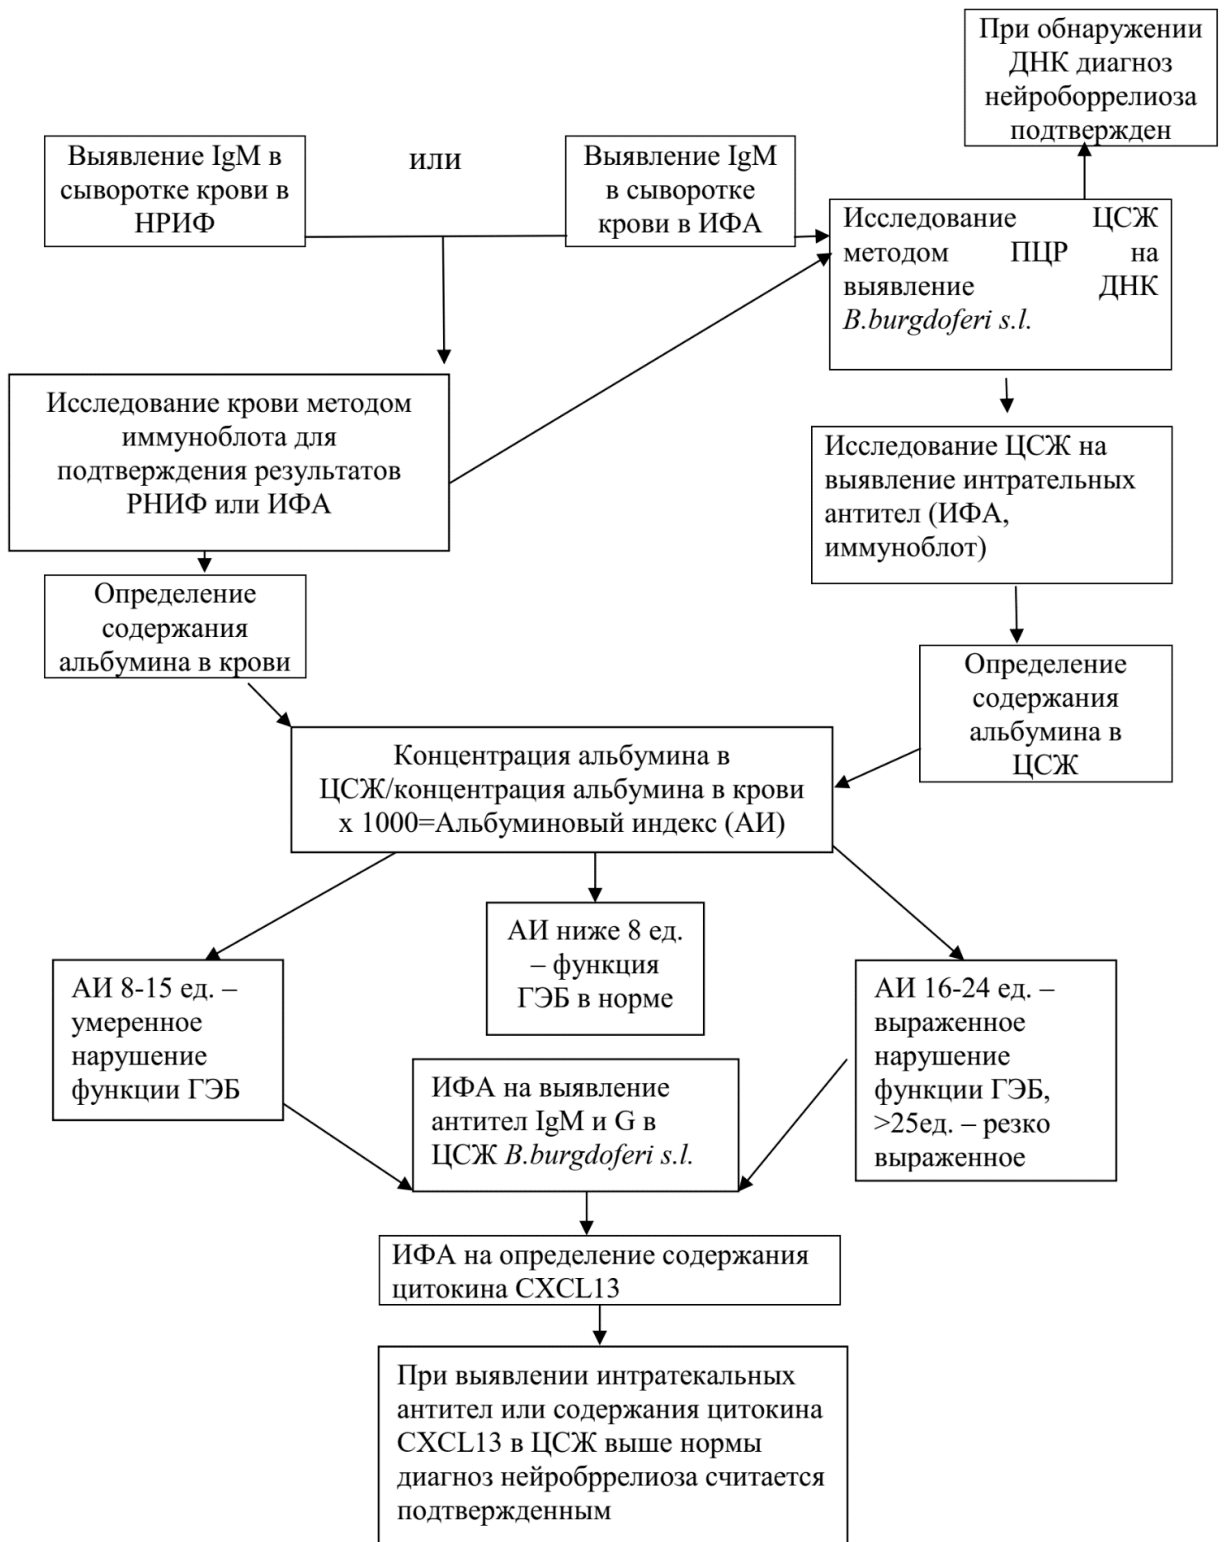 При обнаружении
ДНК диагноз
нейроборрелиоза
подтвержден
Выявление IgM в
сыворотке крови в
НРИФ
или
Выявление IgM
в сыворотке
крови в ИФА
Исследование ЦСЖ
методом ПЦР на
выявление ДНК
B.burgdoferi s.l.
Исследование крови методом
иммуноблота для
подтверждения результатов
РНИФ или ИФА
Исследование ЦСЖ на
выявление интрательных
антител (ИФА,
иммуноблот)
Определение
содержания
альбумина в крови
Определение
содержания
альбумина в
ЦСЖ
Концентрация альбумина в
ЦСЖ/концентрация альбумина в крови
х 1000=Альбуминовый индекс (АИ)
АИ 8-15 ед. –
умеренное
нарушение
функции ГЭБ
АИ ниже 8 ед.
– функция
ГЭБ в норме
АИ 16-24 ед. –
выраженное
нарушение
функции ГЭБ,
>25ед. – резко
выраженное
ИФА на выявление
антител IgM и G в
ЦСЖ B.burgdoferi s.l.
ИФА на определение содержания
цитокина CXCL13
При выявлении интратекальных
антител или содержания цитокина
CXCL13 в ЦСЖ выше нормы
диагноз нейробррелиоза считается
подтвержденным